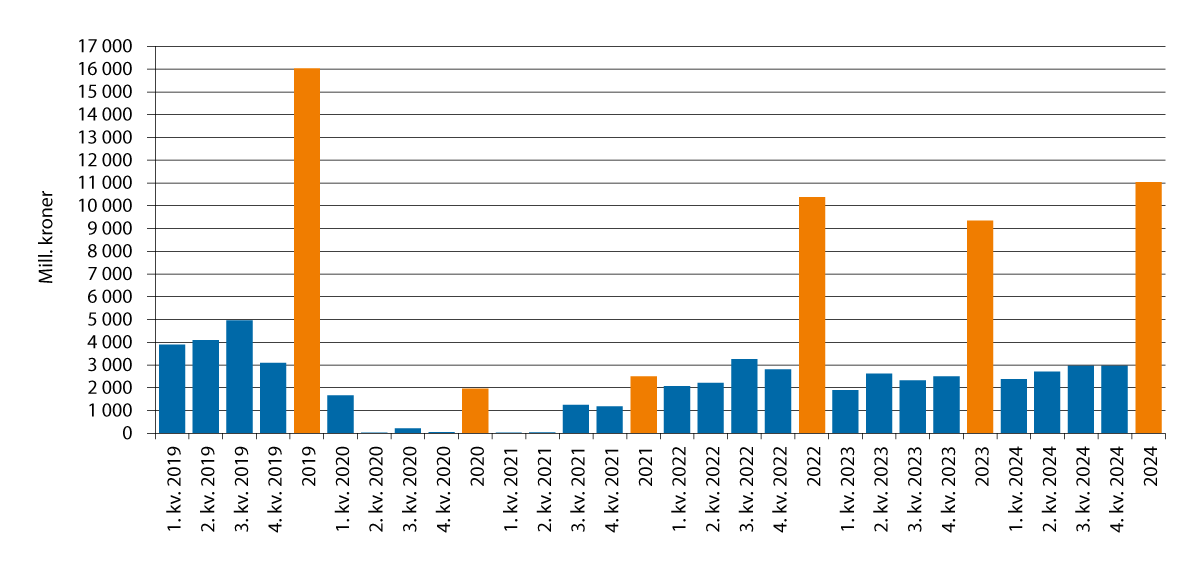 17 000
16 000
15 000
14 000
13 000
12 000
11 000
10 000
9 000
8 000
7 000
6 000
5 000
4 000
3 000
2 000
1 000
0
Mill. kroner
1. kv. 2019
2. kv. 2019
3. kv. 2019
4. kv. 2019
2019
1. kv. 2020
2. kv. 2020
3. kv. 2020
4. kv. 2020
2020
1. kv. 2021
2. kv. 2021
3. kv. 2021
4. kv. 2021
2021
1. kv. 2022
2. kv. 2022
3. kv. 2022
4. kv. 2022
2022
1. kv. 2023
2. kv. 2023
3. kv. 2023
4. kv. 2023
2023
1. kv. 2024
2. kv. 2024
3. kv. 2024
4. kv. 2024
2024